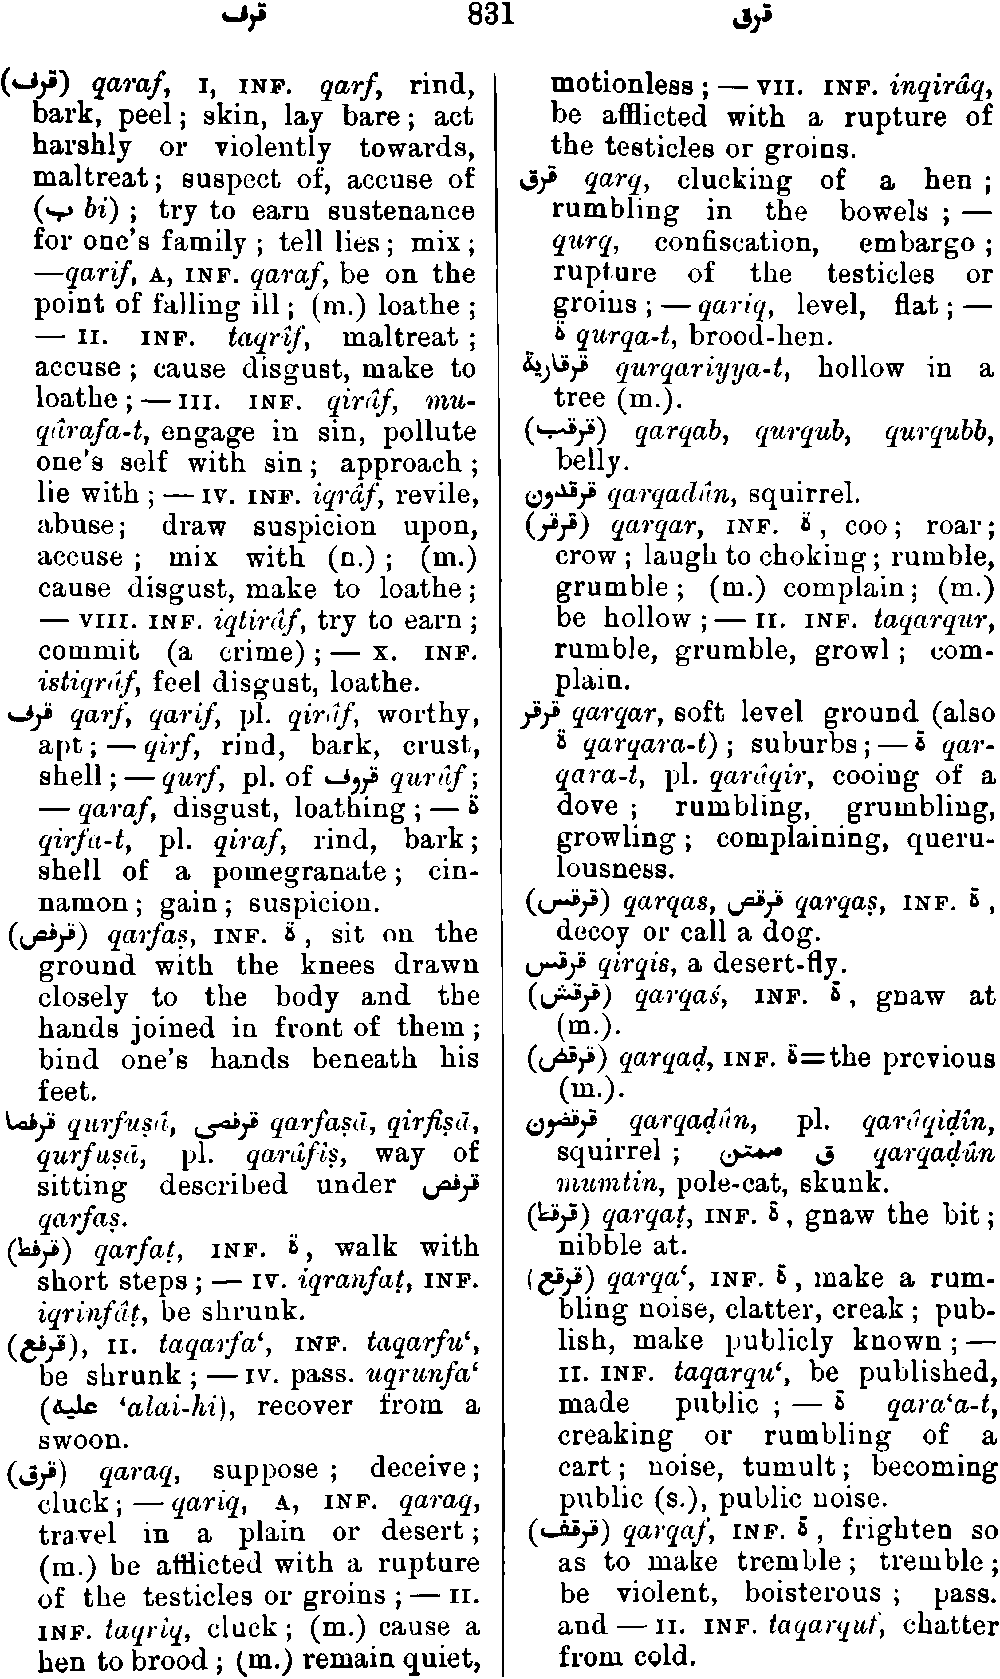 قرف 831 قرق
(قرف) qaraf, I, INF. qarf, rind,
bark, peel; skin, lay bare; act
harshly or violently towards,
maltreat; suspect of, accuse of
(ب bi) ; try to earn sustenance
for one's family ; tell lies; mix;
—qarif, A, INF. qaraf, be on the
point of falling ill; (m.) loathe ;
— II. INF. taqrîf, maltreat ;
accuse ; cause disgust, make to
loathe ; — III. INF. qirâf, mu-
qârafa-t, engage in sin, pollute
one's self with sin; approach ;
lie with ; — IV. INF. iqrâf, revile,
abuse; draw suspicion upon,
accuse ; mix with (n.) ; (m.)
cause disgust, make to loathe;
— VIII. INF. iqtirâf, try to earn ;
commit (a crime) ; — X. INF.
istiqrâf, feel disgust, loathe.
قرف qarf, qarif, pl. qirâf, worthy,
apt ; — qirf, rind, bark, crust,
shell ; — qurf, pl. of قروف qurûf ;
— qaraf, disgust, loathing ; — ة
qirfa-t, pl. qiraf, rind, bark;
shell of a pomegranate; cin-
namon; gain; suspicion.
(قرفص) qarfaṣ, INF. ة, sit on the
ground with the knees drawn
closely to the body and the
hands joined in front of them;
bind one's hands beneath his
feet.
قرفصا qurfuṣâ, قرفصى qarfaṣā, qirfiṣā,
qurfuṣā, pl. qarâfiṣ, way of
sitting described under قرفص
qarfaṣ.
(قرفط) qarfaṭ, INF. ة, walk with
short steps; — IV. iqranfaṭ, INF.
iqrinfâṭ, be shrunk.
(قرفع), II. taqarfa‘, INF. taqarfu‘,
be shrunk ; — IV. pass. uqrunfa‘
(عليه ‘alai-hi), recover from a
swoon.
(قرق) qaraq, suppose ; deceive;
cluck; — qariq, A, INF. qaraq,
travel in a plain or desert;
(m.) be afflicted with a rupture
of the testicles or groins ; — II.
INF. taqrîq, cluck; (m.) cause a
hen to brood; (m.) remain quiet,
motionless ; — VII. INF. inqirâq,
be afflicted with a rupture of
the testicles or groins.
قرق qarq, clucking of a hen ;
rumbling in the bowels ; —
qurq, confiscation, embargo ;
rupture of the testicles or
groins ; — qariq, level, flat ; —
ة qurqa-t, brood-hen.
قرقارية qurqariyya-t, hollow in a
tree (m.).
(قرقب) qarqab, qurqub, qurqubb,
belly.
قرقدون qarqadûn, squirrel.
(قرقر) qarqar, INF. ة, coo; roar;
crow ; laugh to choking; rumble,
grumble; (m.) complain; (m.)
be hollow ; — II. INF. taqarqur,
rumble, grumble, growl ; com-
plain.
قرقر qarqar, soft level ground (also
ة qarqara-t) ; suburbs ; — ة qar-
qara-t, pl. qarâqir, cooing of a
dove ; rumbling, grumbling,
growling ; complaining, queru-
lousness.
(قرقس) qarqas, قرقص qarqaṣ, INF. ة,
decoy or call a dog.
قرقس qirqis, a desert-fly.
(قرقش) qarqaś, INF. ة, gnaw at
(m.).
(قرقض) qarqaḍ, INF. ة=the previous
(m.).
قرقضون qarqaḍûn, pl. qarâqiḍîn,
squirrel ; ق ممتن qarqaḍûn
mumtin, pole-cat, skunk.
(قرقط) qarqaṭ, INF. ة, gnaw the bit;
nibble at.
(قرقع) qarqa‘, INF. ة, make a rum-
bling noise, clatter, creak ; pub-
lish, make publicly known ; —
II. INF. taqarqu‘, be published,
made public ; — ة qara‘a-t,
creaking or rumbling of a
cart; noise, tumult; becoming
public (s.), public noise.
(قرقف) qarqaf, INF. ة, frighten so
as to make tremble; tremble;
be violent, boisterous ; pass.
and — II. INF. taqarquf, chatter
from cold.